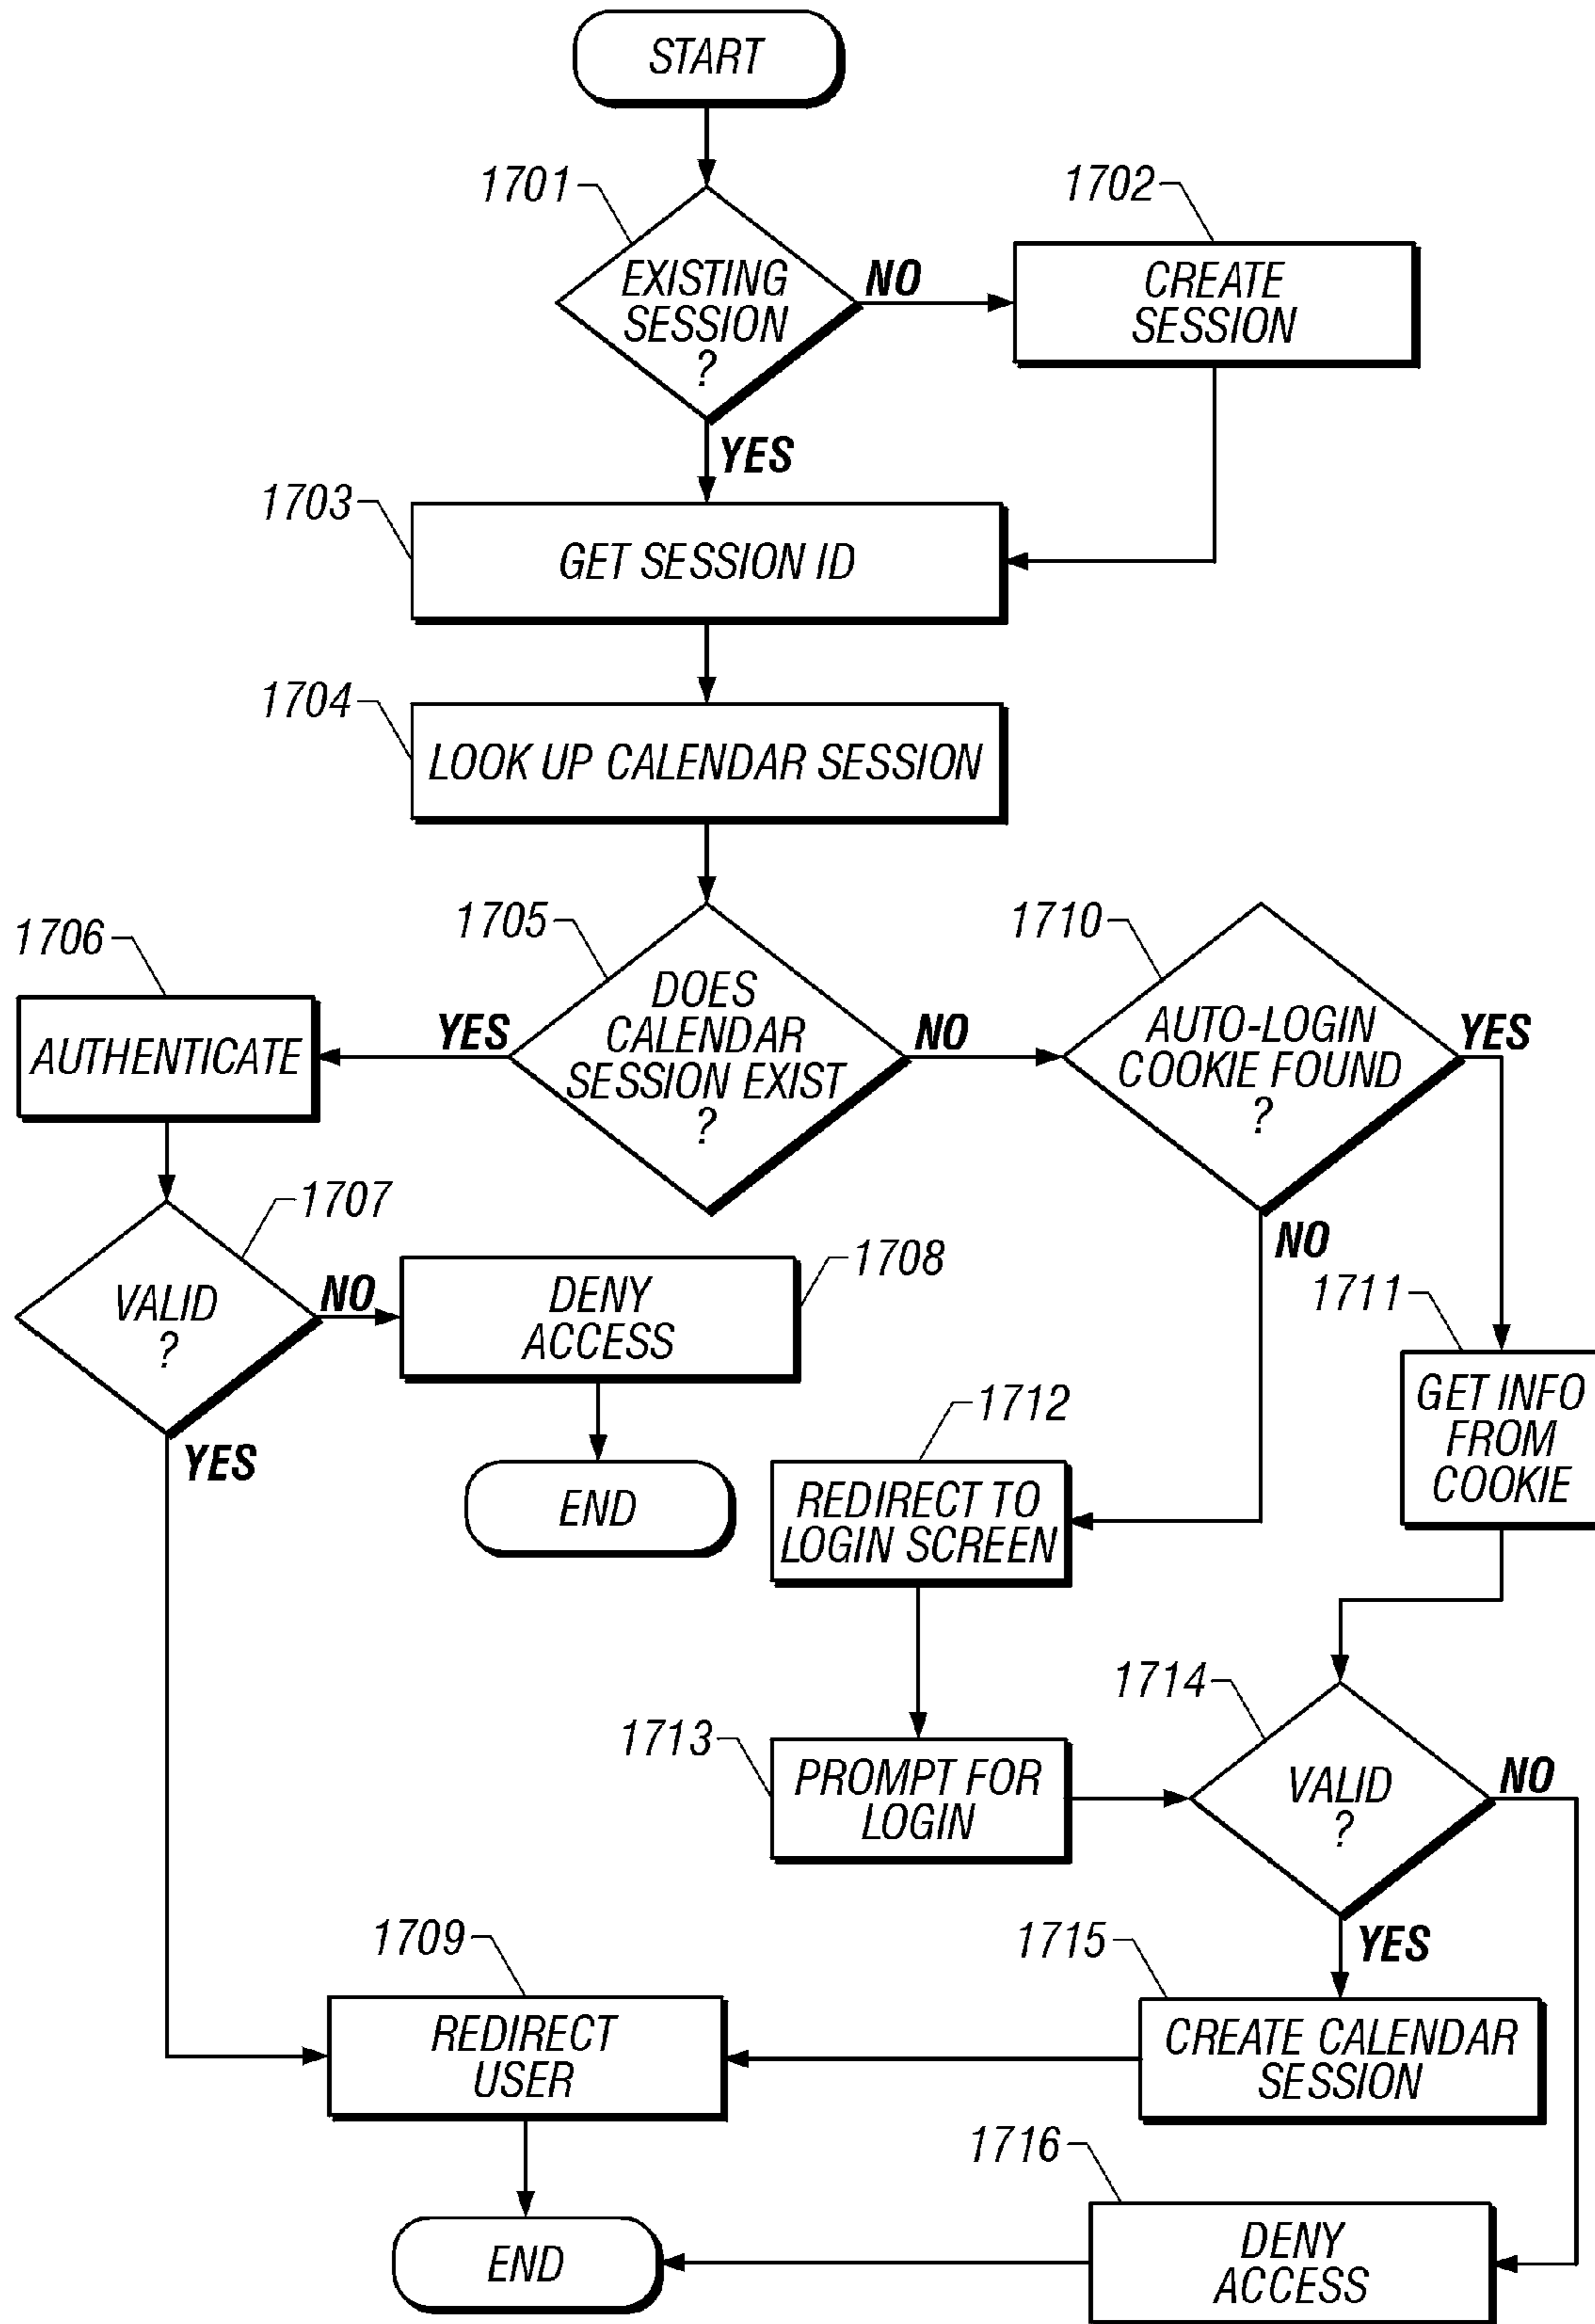 START
1701
1702
EXISTING
SESSION
?
NO
CREATE
SESSION
YES
1703
GET SESSION ID
1704
LOOK UP CALENDAR SESSION
1706
1705
1710
AUTHENTICATE
YES
DOES
CALENDAR
SESSION EXIST
?
NO
AUTO-LOGIN
COOKIE FOUND
?
YES
1707
VALID
?
NO
DENY
ACCESS
1708
NO
1711
YES
END
1712
REDIRECT TO
LOGIN SCREEN
GET INFO
FROM
COOKIE
1714
1713
PROMPT FOR
LOGIN
VALID
?
NO
1709
1715
YES
REDIRECT
USER
CREATE CALENDAR
SESSION
1716
END
DENY
ACCESS